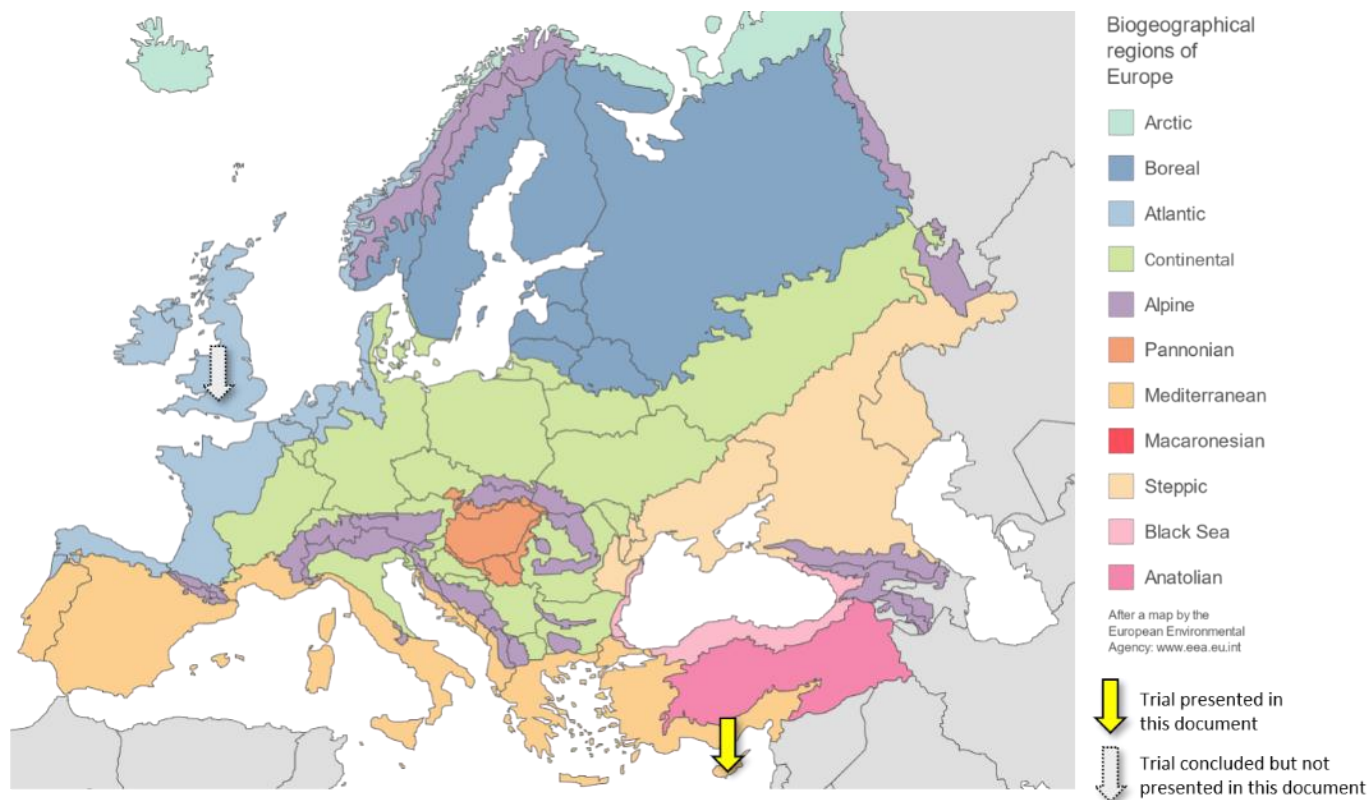 Biogeographical
regions of
Europe
Arctic
Boreal
Atlantic
Continental
Alpine
Pannonian
Mediterranean
Macaronesian
Steppic
Black Sea
Anatolian
After a map by the
European Environmental
Agency: www.eea.eu.int
Trial presented in
this document
Trial concluded but not
presented in this document